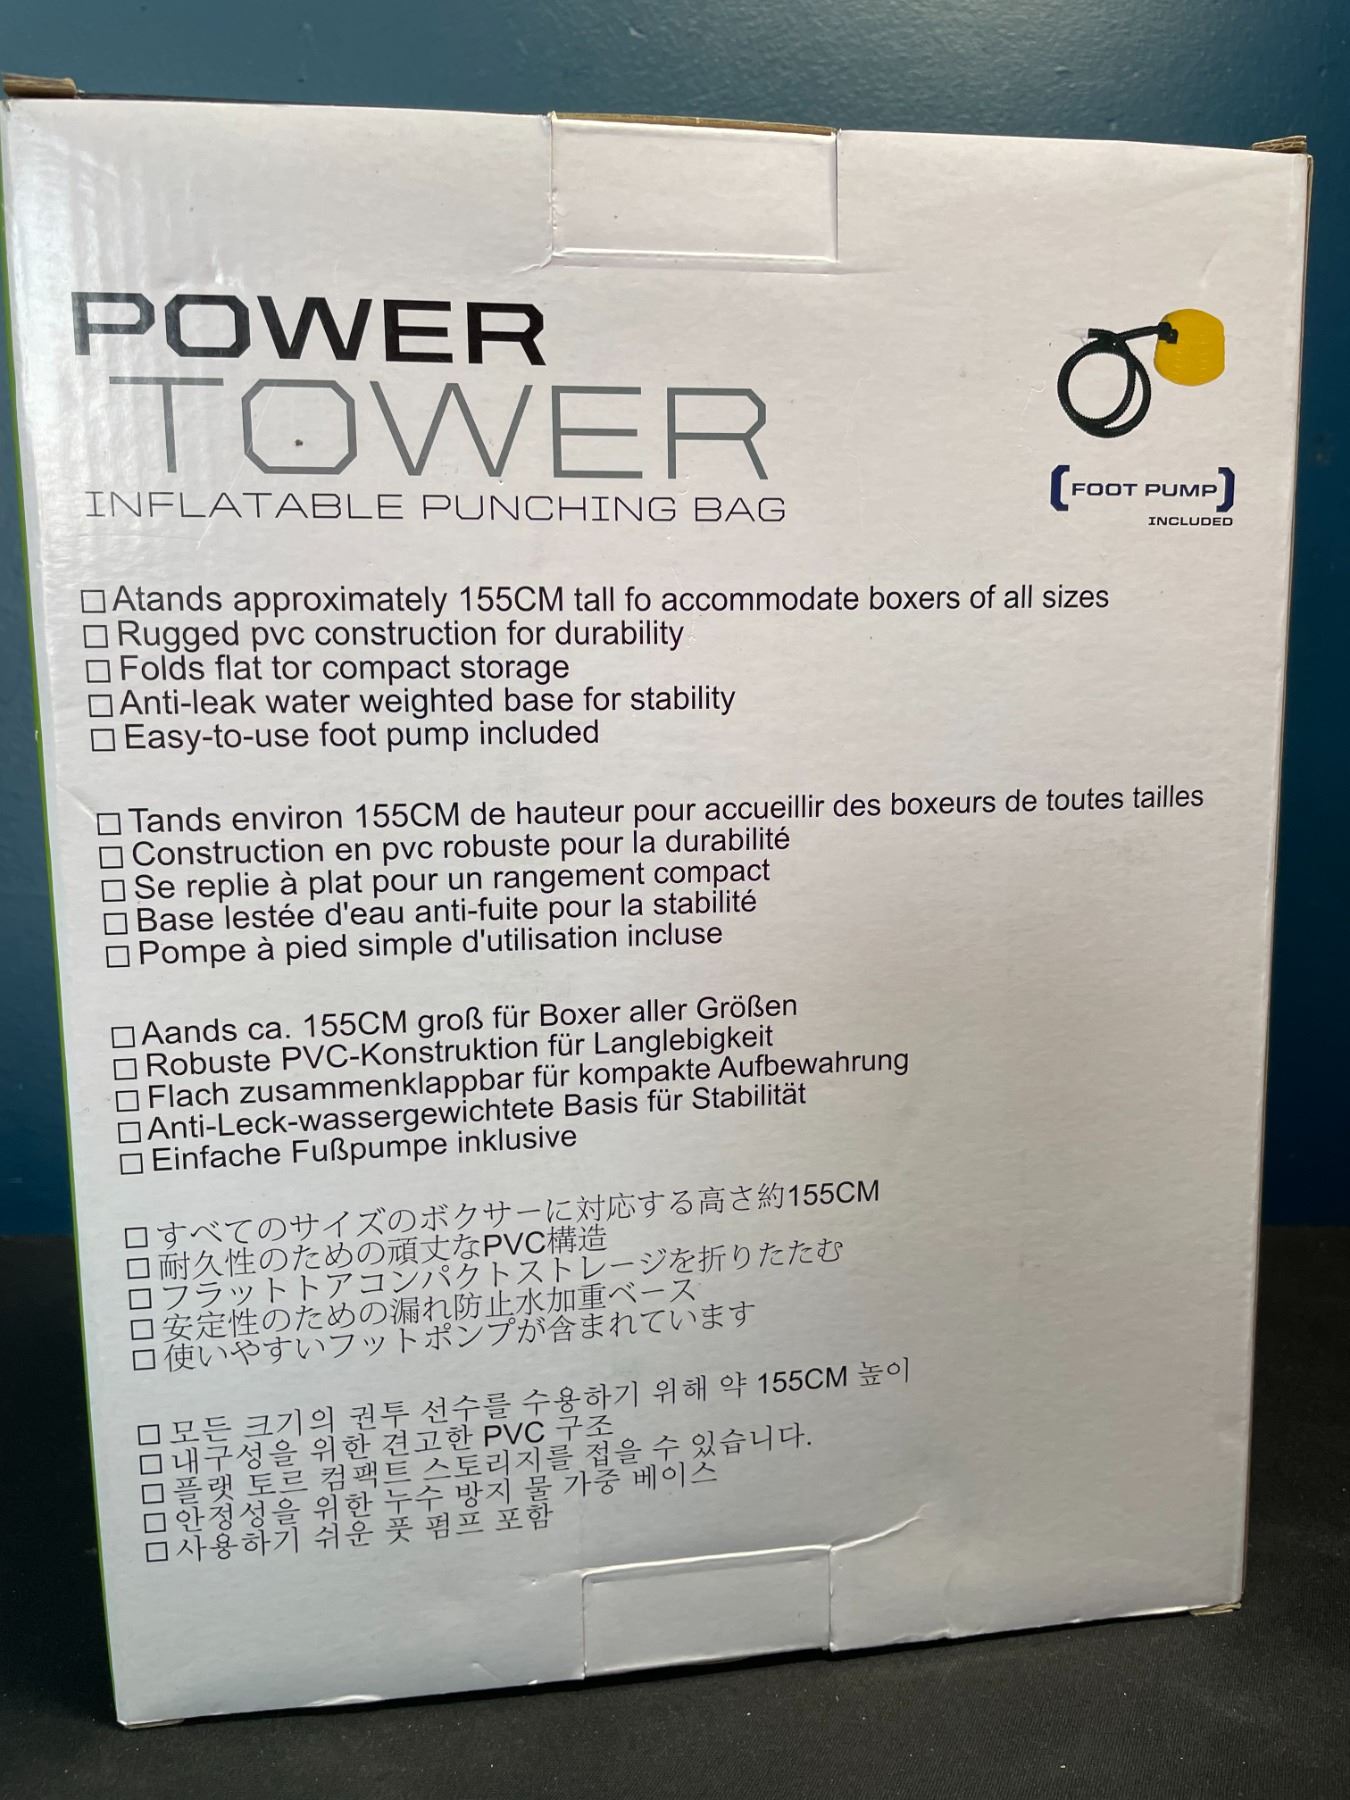 POWER
TOWER
INFLATABLE PUNCHING BAG
[FOOT PUMP]
INCLUDED
□ Atands approximately 155CM tall fo accommodate boxers of all sizes
□ Rugged pvc construction for durability
□ Folds flat tor compact storage
□ Anti-leak water weighted base for stability
□ Easy-to-use foot pump included
□ Tands environ 155CM de hauteur pour accueillir des boxeurs de toutes tailles
□ Construction en pvc robuste pour la durabilité
□ Se replie à plat pour un rangement compact
□ Base lestée d'eau anti-fuite pour la stabilité
□ Pompe à pied simple d'utilisation incluse
□ Aands ca. 155CM groß für Boxer aller Größen
□ Robuste PVC-Konstruktion für Langlebigkeit
□ Flach zusammenklappbar für kompakte Aufbewahrung
□ Anti-Leck-wassergewichtete Basis für Stabilität
□ Einfache Fußpumpe inklusive
□ すべてのサイズのボクサーに対応する高さ約155CM
□ 耐久性のための頑丈なPVC構造
□ フラットトアコンパクトストレージを折りたたむ
□ 安定性のための漏れ防止水加重ベース
□ 使いやすいフットポンプが含まれています
□ 모든 크기의 권투 선수를 수용하기 위해 약 155CM 높이
□ 내구성을 위한 견고한 PVC 구조
□ 플랫 토르 컴팩트 스토리지를 접을 수 있습니다.
□ 안정성을 위한 누수 방지 물 가중 베이스
□ 사용하기 쉬운 풋 펌프 포함